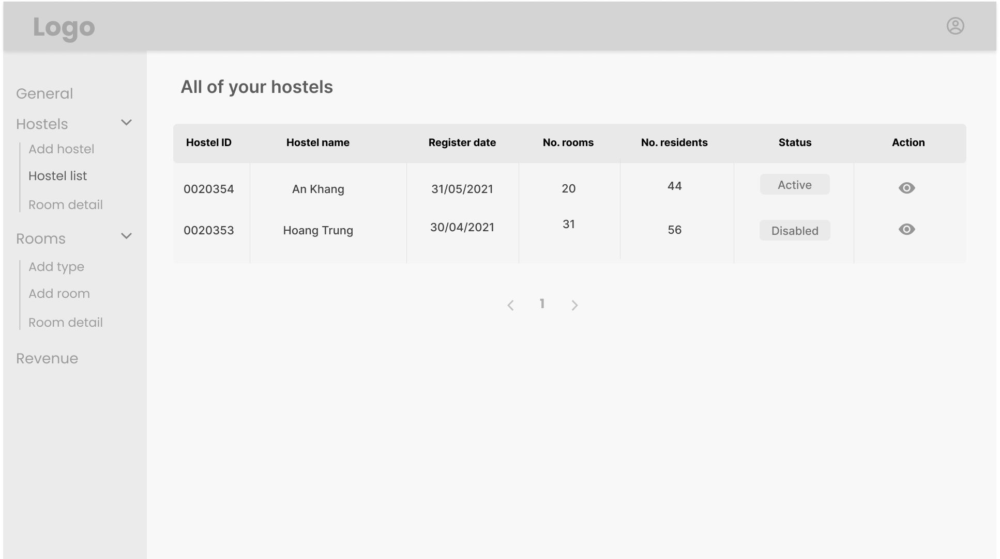 Logo
General
Hostels
Add hostel
Hostel list
Room detail
Rooms
Add type
Add room
Room detail
Revenue
All of your hostels
Hostel ID Hostel name Register date No. rooms No. residents Status Action
0020354 An Khang 31/05/2021 20 44 Active
0020353 Hoang Trung 30/04/2021 31 56 Disabled
1